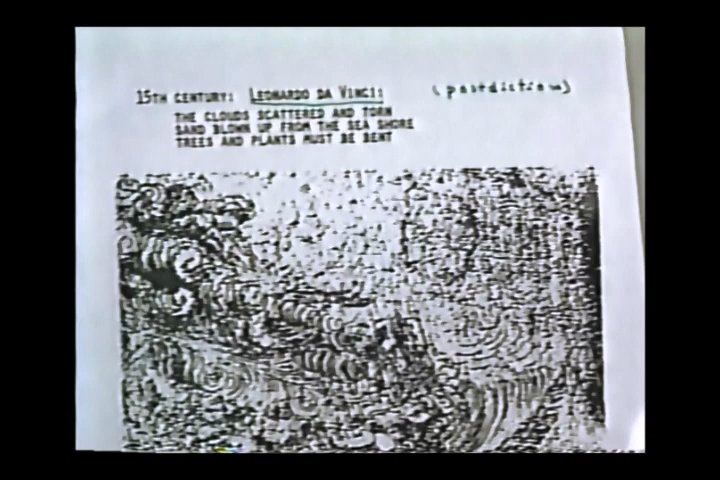 15TH CENTURY: LEONARDO DA VINCI: (postdiction)
THE CLOUDS SCATTERED AND TORN
SAND BLOWN UP FROM THE SEA SHORE
TREES AND PLANTS MUST BE BENT